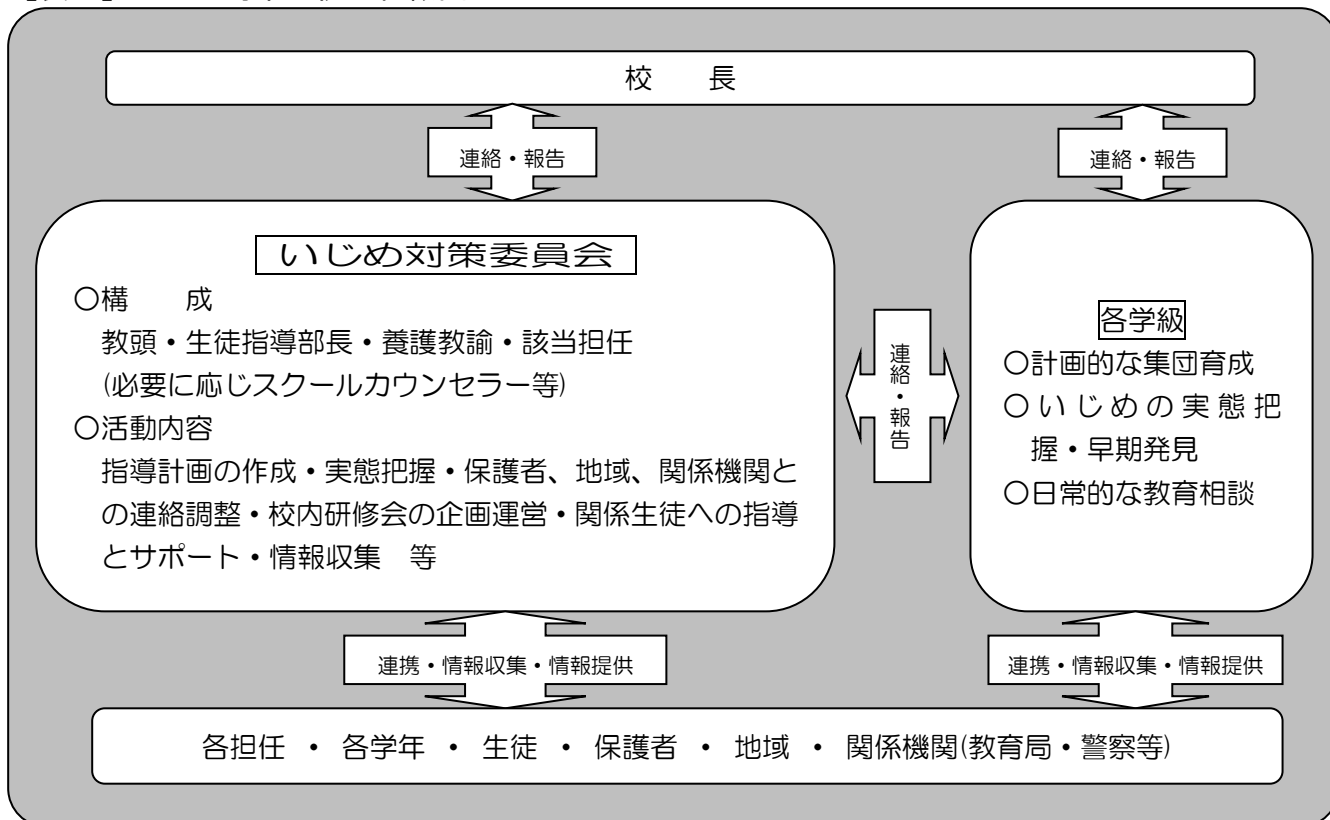 校　　長
連絡・報告
連絡・報告
いじめ対策委員会
〇構　　成
教頭・生徒指導部長・養護教諭・該当担任
(必要に応じスクールカウンセラー等)
〇活動内容
指導計画の作成・実態把握・保護者、地域、関係機関と
の連絡調整・校内研修会の企画運営・関係生徒への指導
とサポート・情報収集　等
連絡・報告
各学級
〇計画的な集団育成
〇いじめの実態把
握・早期発見
〇日常的な教育相談
連携・情報収集・情報提供
連携・情報収集・情報提供
各担任 ・ 各学年 ・ 生徒 ・ 保護者 ・ 地域 ・ 関係機関(教育局・警察等)